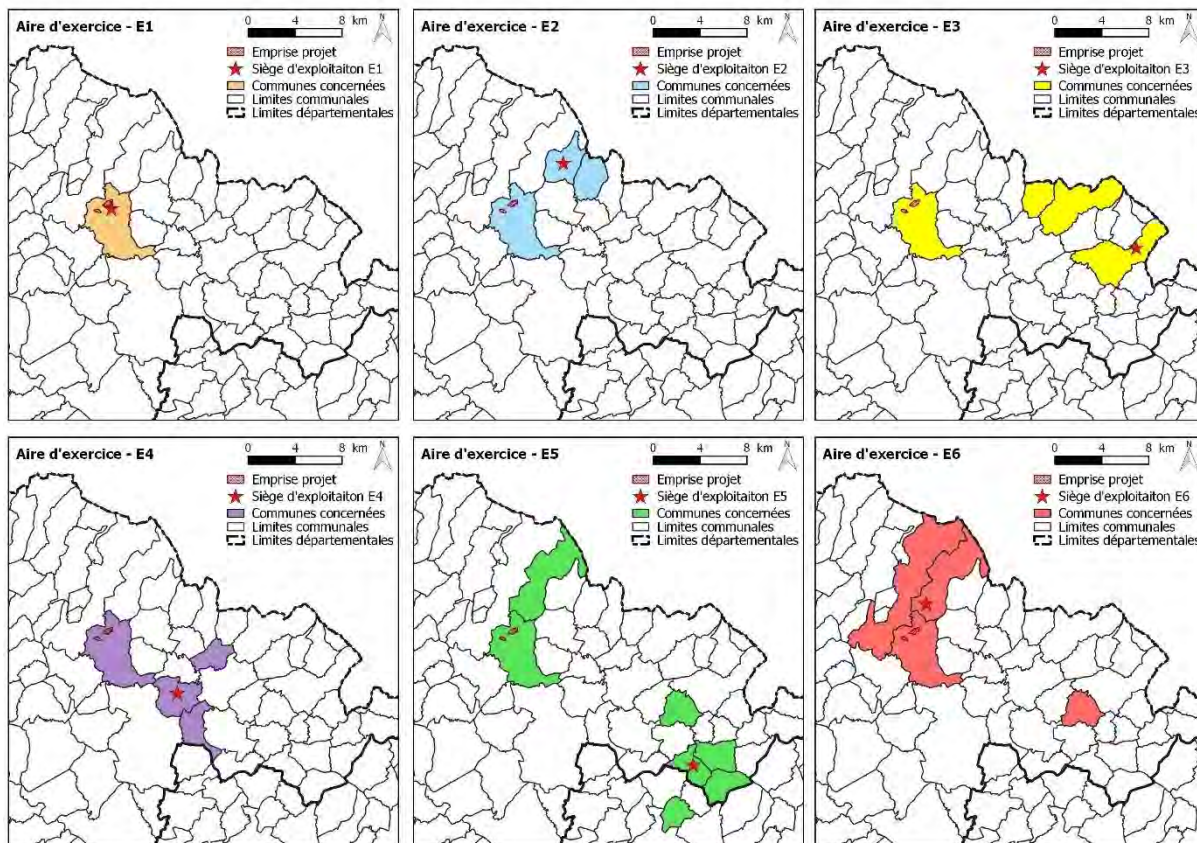 Aire d'exercice - E1
0 4 8 km
N
Emprise projet
Siège d'exploitaiton E1
Communes concernées
Limites communales
Limites départementales
Aire d'exercice - E2
0 4 8 km
N
Emprise projet
Siège d'exploitaiton E2
Communes concernées
Limites communales
Limites départementales
Aire d'exercice - E3
0 4 8 km
N
Emprise projet
Siège d'exploitaiton E3
Communes concernées
Limites communales
Limites départementales
Aire d'exercice - E4
0 4 8 km
N
Emprise projet
Siège d'exploitaiton E4
Communes concernées
Limites communales
Limites départementales
Aire d'exercice - E5
0 4 8 km
N
Emprise projet
Siège d'exploitaiton E5
Communes concernées
Limites communales
Limites départementales
Aire d'exercice - E6
0 4 8 km
N
Emprise projet
Siège d'exploitaiton E6
Communes concernées
Limites communales
Limites départementales